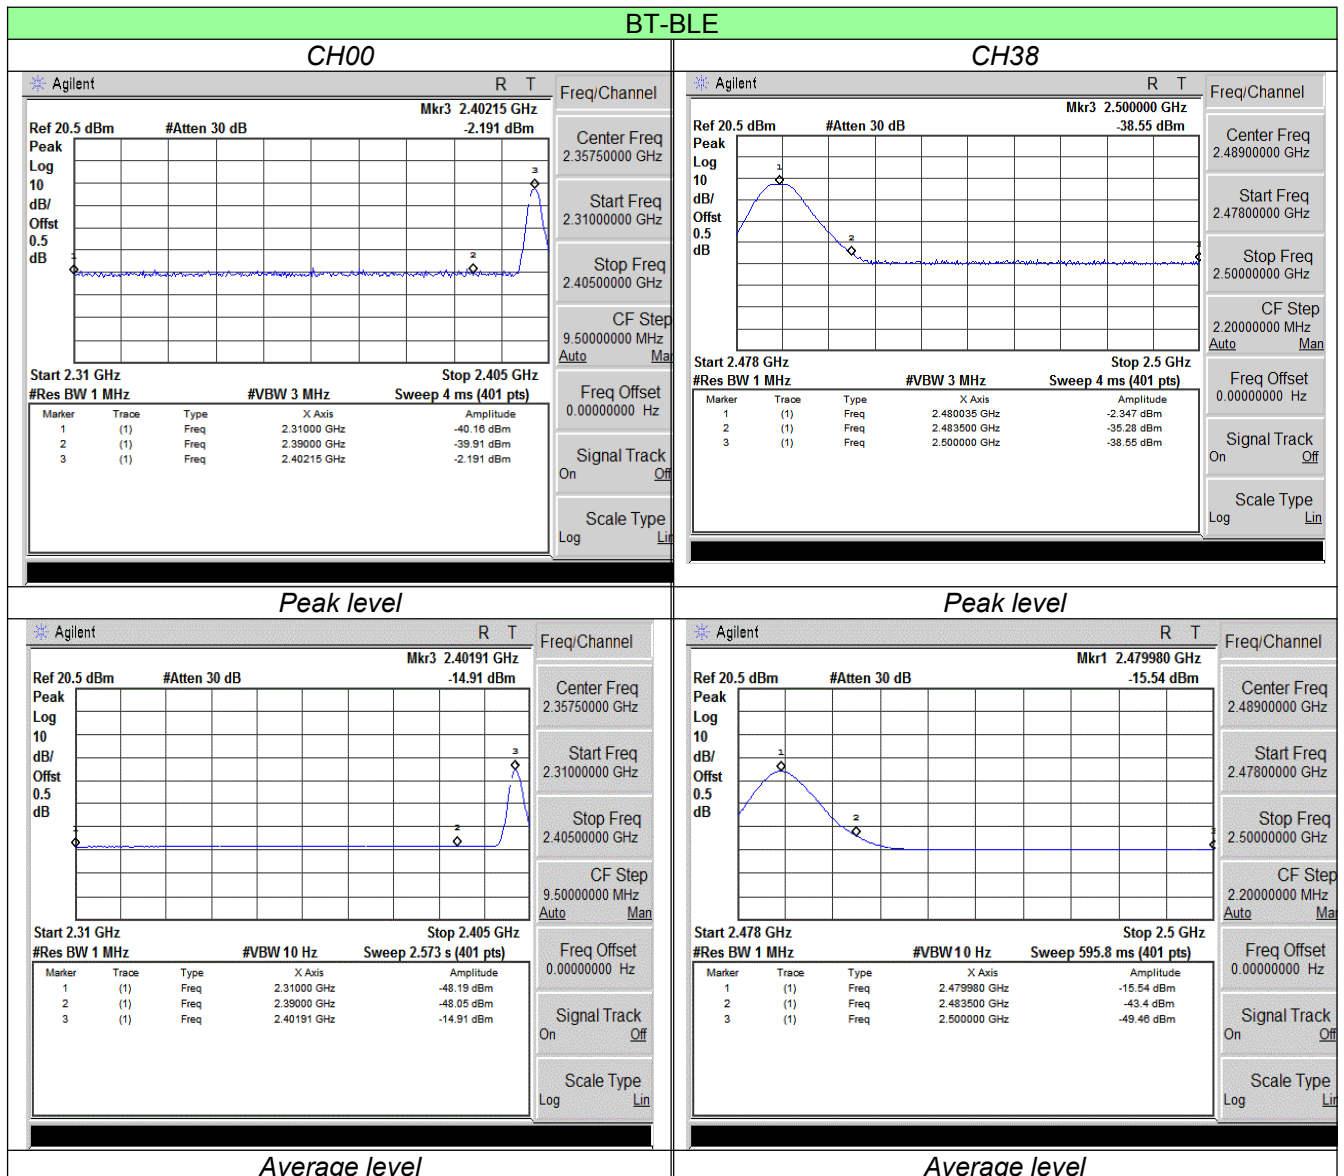 BT-BLE
CH00
CH38
Agilent
R T
Freq/Channel
Mkr3 2.40215 GHz
Ref 20.5 dBm #Atten 30 dB -2.191 dBm
Peak
Log
10
dB/
Offst
0.5
dB
1
2
3
Center Freq
2.35750000 GHz
Start Freq
2.31000000 GHz
Stop Freq
2.40500000 GHz
CF Step
9.50000000 MHz
Auto Man
Freq Offset
0.00000000 Hz
Signal Track
On Off
Scale Type
Log Lin
Start 2.31 GHz Stop 2.405 GHz
#Res BW 1 MHz #VBW 3 MHz Sweep 4 ms (401 pts)
Marker Trace Type X Axis Amplitude
1 (1) Freq 2.31000 GHz -40.16 dBm
2 (1) Freq 2.39000 GHz -39.91 dBm
3 (1) Freq 2.40215 GHz -2.191 dBm
Agilent
R T
Freq/Channel
Mkr3 2.500000 GHz
Ref 20.5 dBm #Atten 30 dB -38.55 dBm
Peak
Log
10
dB/
Offst
0.5
dB
1
2
3
Center Freq
2.48900000 GHz
Start Freq
2.47800000 GHz
Stop Freq
2.50000000 GHz
CF Step
2.20000000 MHz
Auto Man
Freq Offset
0.00000000 Hz
Signal Track
On Off
Scale Type
Log Lin
Start 2.478 GHz Stop 2.5 GHz
#Res BW 1 MHz #VBW 3 MHz Sweep 4 ms (401 pts)
Marker Trace Type X Axis Amplitude
1 (1) Freq 2.480035 GHz -2.347 dBm
2 (1) Freq 2.483500 GHz -35.28 dBm
3 (1) Freq 2.500000 GHz -38.55 dBm
Peak level
Peak level
Agilent
R T
Freq/Channel
Mkr3 2.40191 GHz
Ref 20.5 dBm #Atten 30 dB -14.91 dBm
Peak
Log
10
dB/
Offst
0.5
dB
1
2
3
Center Freq
2.35750000 GHz
Start Freq
2.31000000 GHz
Stop Freq
2.40500000 GHz
CF Step
9.50000000 MHz
Auto Man
Freq Offset
0.00000000 Hz
Signal Track
On Off
Scale Type
Log Lin
Start 2.31 GHz Stop 2.405 GHz
#Res BW 1 MHz #VBW 10 Hz Sweep 2.573 s (401 pts)
Marker Trace Type X Axis Amplitude
1 (1) Freq 2.31000 GHz -48.19 dBm
2 (1) Freq 2.39000 GHz -48.05 dBm
3 (1) Freq 2.40191 GHz -14.91 dBm
Agilent
R T
Freq/Channel
Mkr1 2.479980 GHz
Ref 20.5 dBm #Atten 30 dB -15.54 dBm
Peak
Log
10
dB/
Offst
0.5
dB
1
2
3
Center Freq
2.48900000 GHz
Start Freq
2.47800000 GHz
Stop Freq
2.50000000 GHz
CF Step
2.20000000 MHz
Auto Man
Freq Offset
0.00000000 Hz
Signal Track
On Off
Scale Type
Log Lin
Start 2.478 GHz Stop 2.5 GHz
#Res BW 1 MHz #VBW 10 Hz Sweep 595.8 ms (401 pts)
Marker Trace Type X Axis Amplitude
1 (1) Freq 2.479980 GHz -15.54 dBm
2 (1) Freq 2.483500 GHz -43.4 dBm
3 (1) Freq 2.500000 GHz -49.46 dBm
Average level
Average level